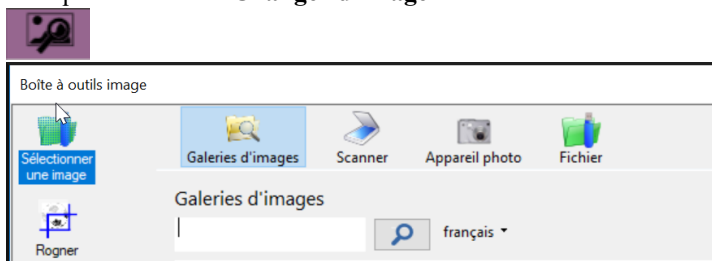 Boîte à outils image
Sélectionner
une image
Galeries d'images
Scanner
Appareil photo
Fichier
Rogner
Galeries d'images
français